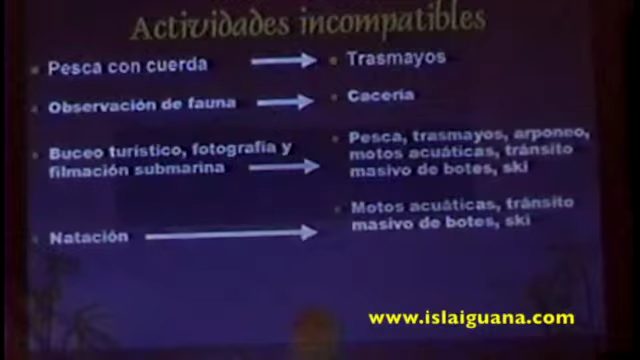 Actividades incompatibles
Pesca con cuerda
Trasmayos
Observación de fauna
Cacería
Buceo turístico, fotografía y
filmación submarina
Pesca, trasmayos, arponeo,
motos acuáticas, tránsito
masivo de botes, ski
Natación
Motos acuáticas, tránsito
masivo de botes, ski
www.islaiguana.com